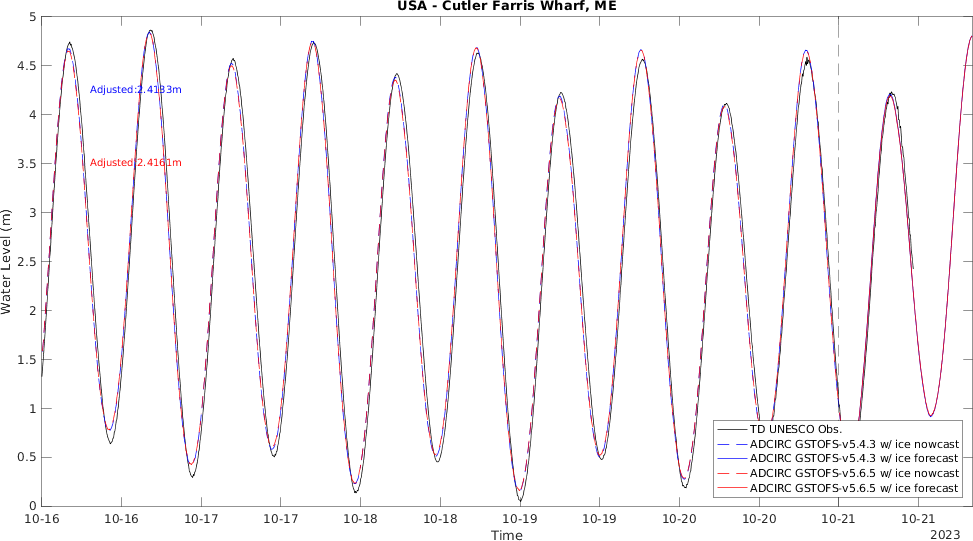 USA - Cutler Farris Wharf, ME
5
4.5
4
3.5
3
2.5
2
1.5
1
0.5
0
Water Level (m)
Adjusted:2.4133m
Adjusted:2.4161m
TD UNESCO Obs.
ADCIRC GSTOFS-v5.4.3 w/ ice nowcast
ADCIRC GSTOFS-v5.4.3 w/ ice forecast
ADCIRC GSTOFS-v5.6.5 w/ ice nowcast
ADCIRC GSTOFS-v5.6.5 w/ ice forecast
10-16 10-16 10-17 10-17 10-18 10-18 10-19 10-19 10-20 10-20 10-21 10-21
2023
Time